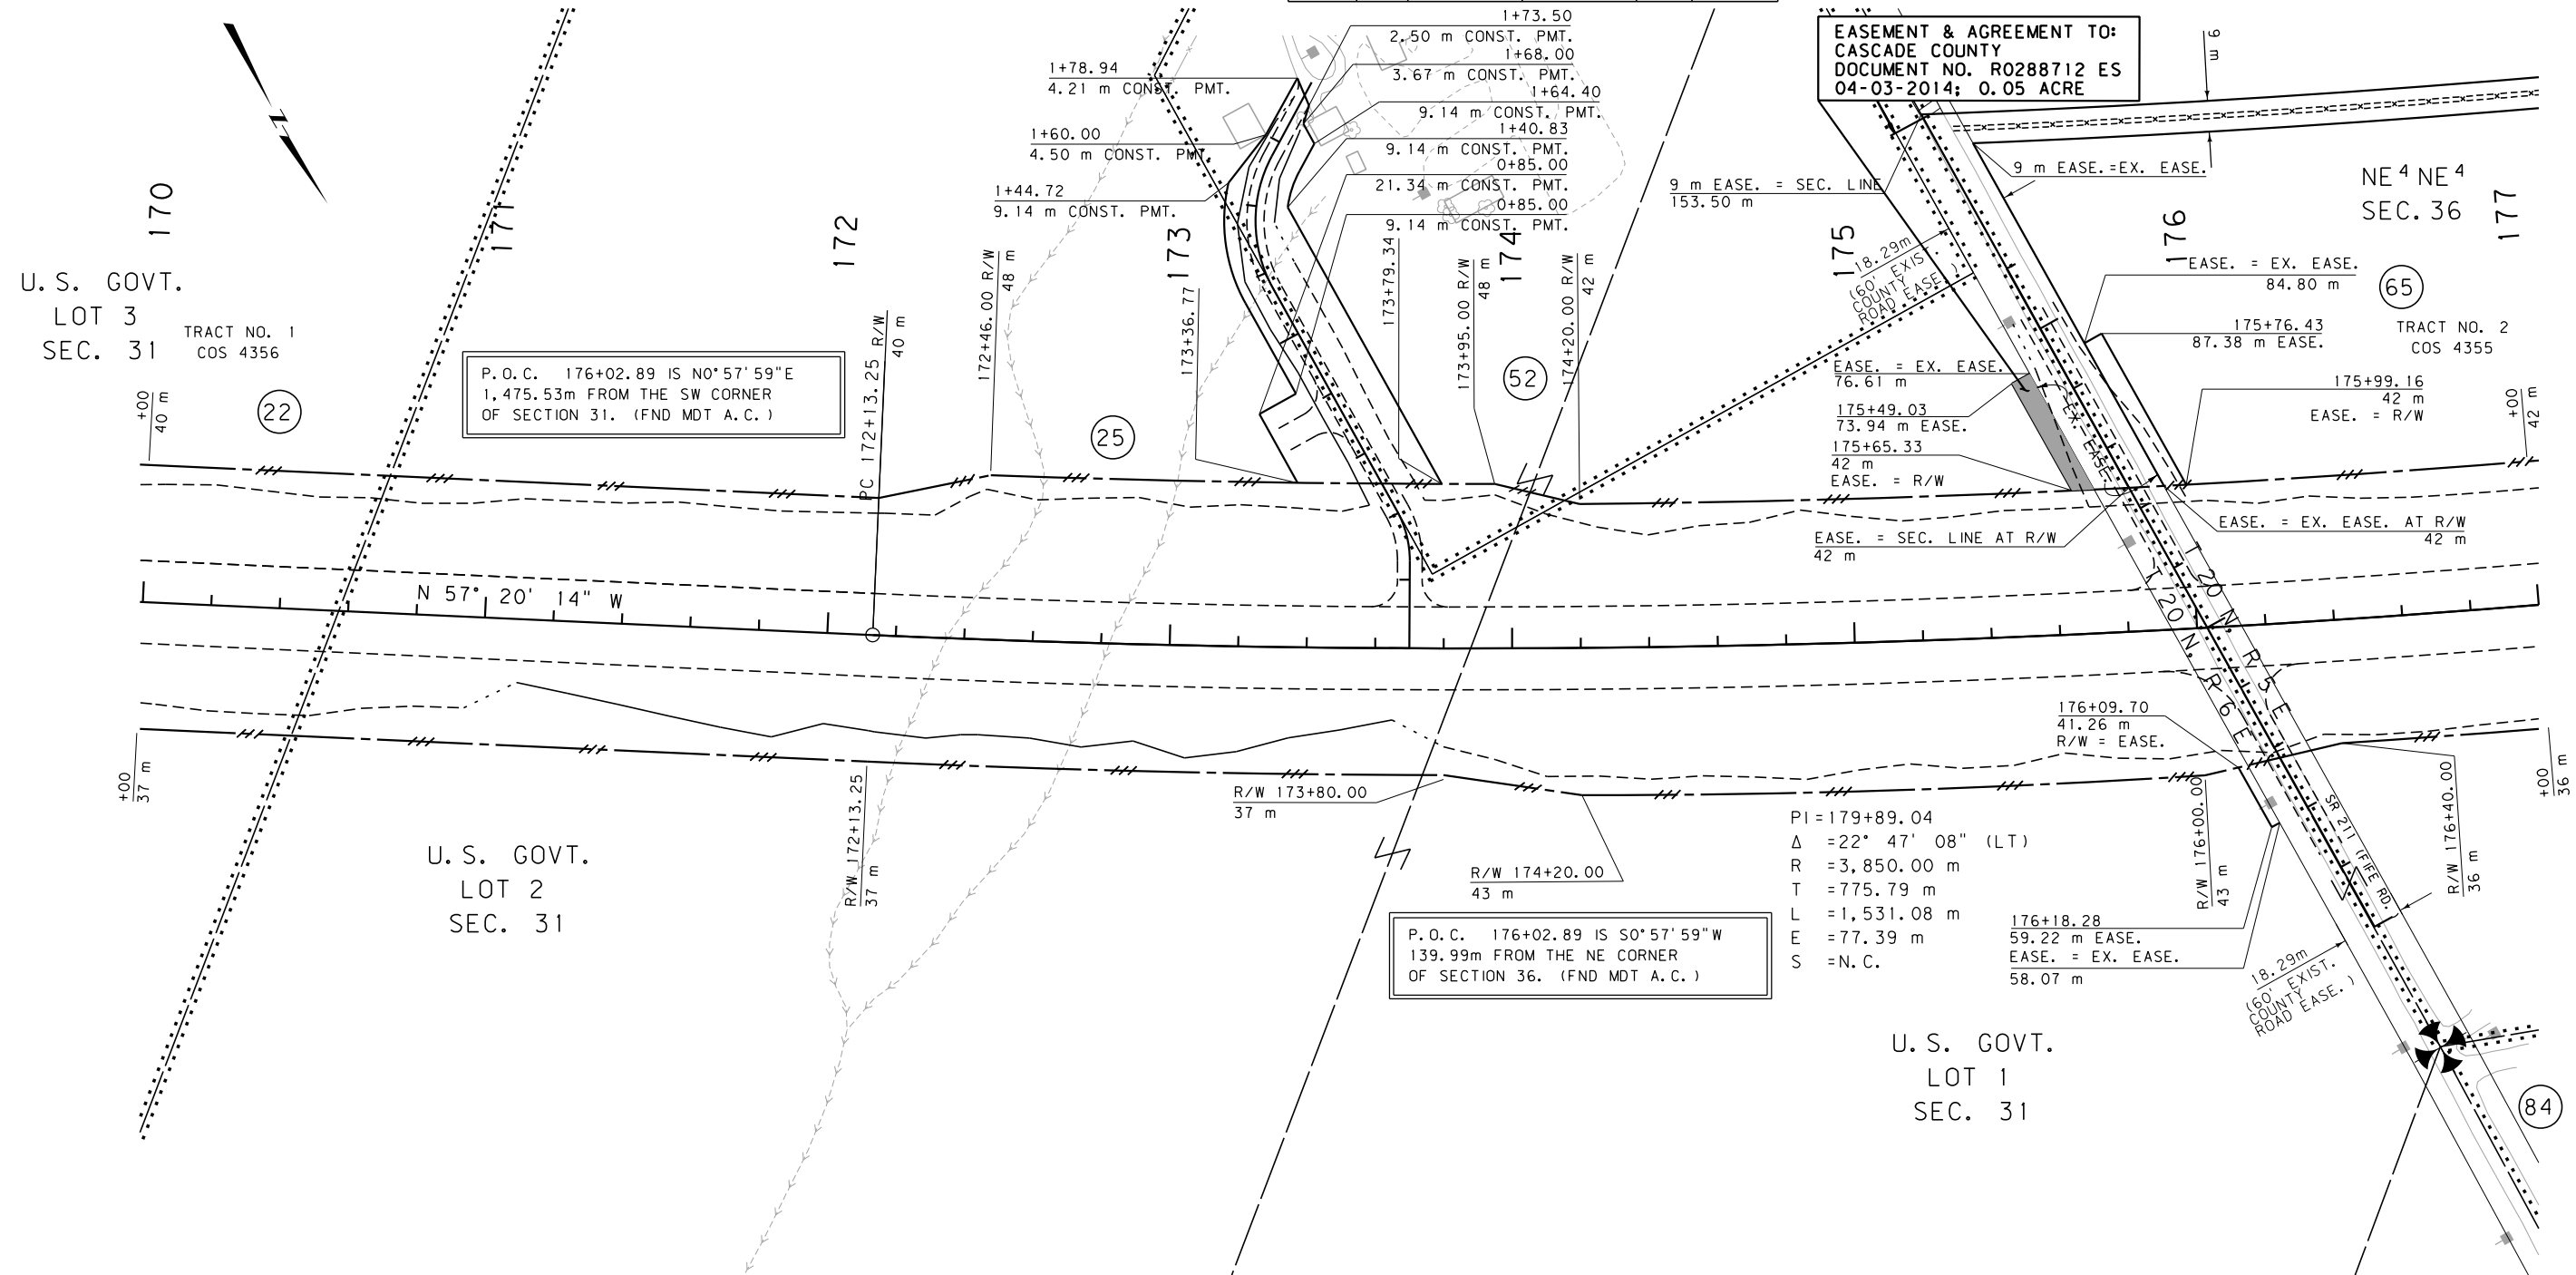 1+73.50
2.50 m CONST. PMT.
1+68.00
3.67 m CONST. PMT.
1+64.40
9.14 m CONST. PMT.
1+40.83
9.14 m CONST. PMT.
0+85.00
21.34 m CONST. PMT.
0+85.00
9.14 m CONST. PMT.
1+78.94
4.21 m CONST. PMT.
1+60.00
4.50 m CONST. PMT.
1+44.72
9.14 m CONST. PMT.
EASEMENT & AGREEMENT TO:
CASCADE COUNTY
DOCUMENT NO. R0288712 ES
04-03-2014; 0.05 ACRE
9 m
9 m EASE.=EX. EASE.
9 m EASE. = SEC. LINE
153.50 m
NE4 NE4
SEC. 36
170
171
172
173
174
175
176
177
U.S. GOVT.
LOT 3
SEC. 31
TRACT NO. 1
COS 4356
22
+00
40 m
P.O.C. 176+02.89 IS N0°57'59"E
1,475.53m FROM THE SW CORNER
OF SECTION 31. (FND MDT A.C.)
PC 172+13.25 R/W
40 m
172+46.00 R/W
48 m
25
173+36.77
173+79.34
173+95.00 R/W
48 m
52
174+20.00 R/W
42 m
18.29m
(60' EXIST.
COUNTY
ROAD EASE.)
EASE. = EX. EASE.
76.61 m
175+49.03
73.94 m EASE.
175+65.33
42 m
EASE. = R/W
EX. EASE.
EASE. = SEC. LINE AT R/W
42 m
EASE. = EX. EASE.
84.80 m
65
175+76.43
87.38 m EASE.
TRACT NO. 2
COS 4355
175+99.16
42 m
EASE. = R/W
+00
42 m
EASE. = EX. EASE. AT R/W
42 m
N 57° 20' 14" W
T 20 N R 5 E
T 20 N. R 6 E
+00
37 m
R/W 172+13.25
37 m
R/W 173+80.00
37 m
R/W 174+20.00
43 m
PI=179+89.04
Δ =22° 47' 08" (LT)
R =3,850.00 m
T =775.79 m
L =1,531.08 m
E =77.39 m
S =N.C.
176+09.70
41.26 m
R/W = EASE.
R/W 176+00.00
43 m
SR 211 (FIFE RD.)
R/W 176+40.00
36 m
+00
36 m
U.S. GOVT.
LOT 2
SEC. 31
P.O.C. 176+02.89 IS S0°57'59"W
139.99m FROM THE NE CORNER
OF SECTION 36. (FND MDT A.C.)
176+18.28
59.22 m EASE.
EASE. = EX. EASE.
58.07 m
18.29m
(60' EXIST.
COUNTY
ROAD EASE.)
U.S. GOVT.
LOT 1
SEC. 31
84